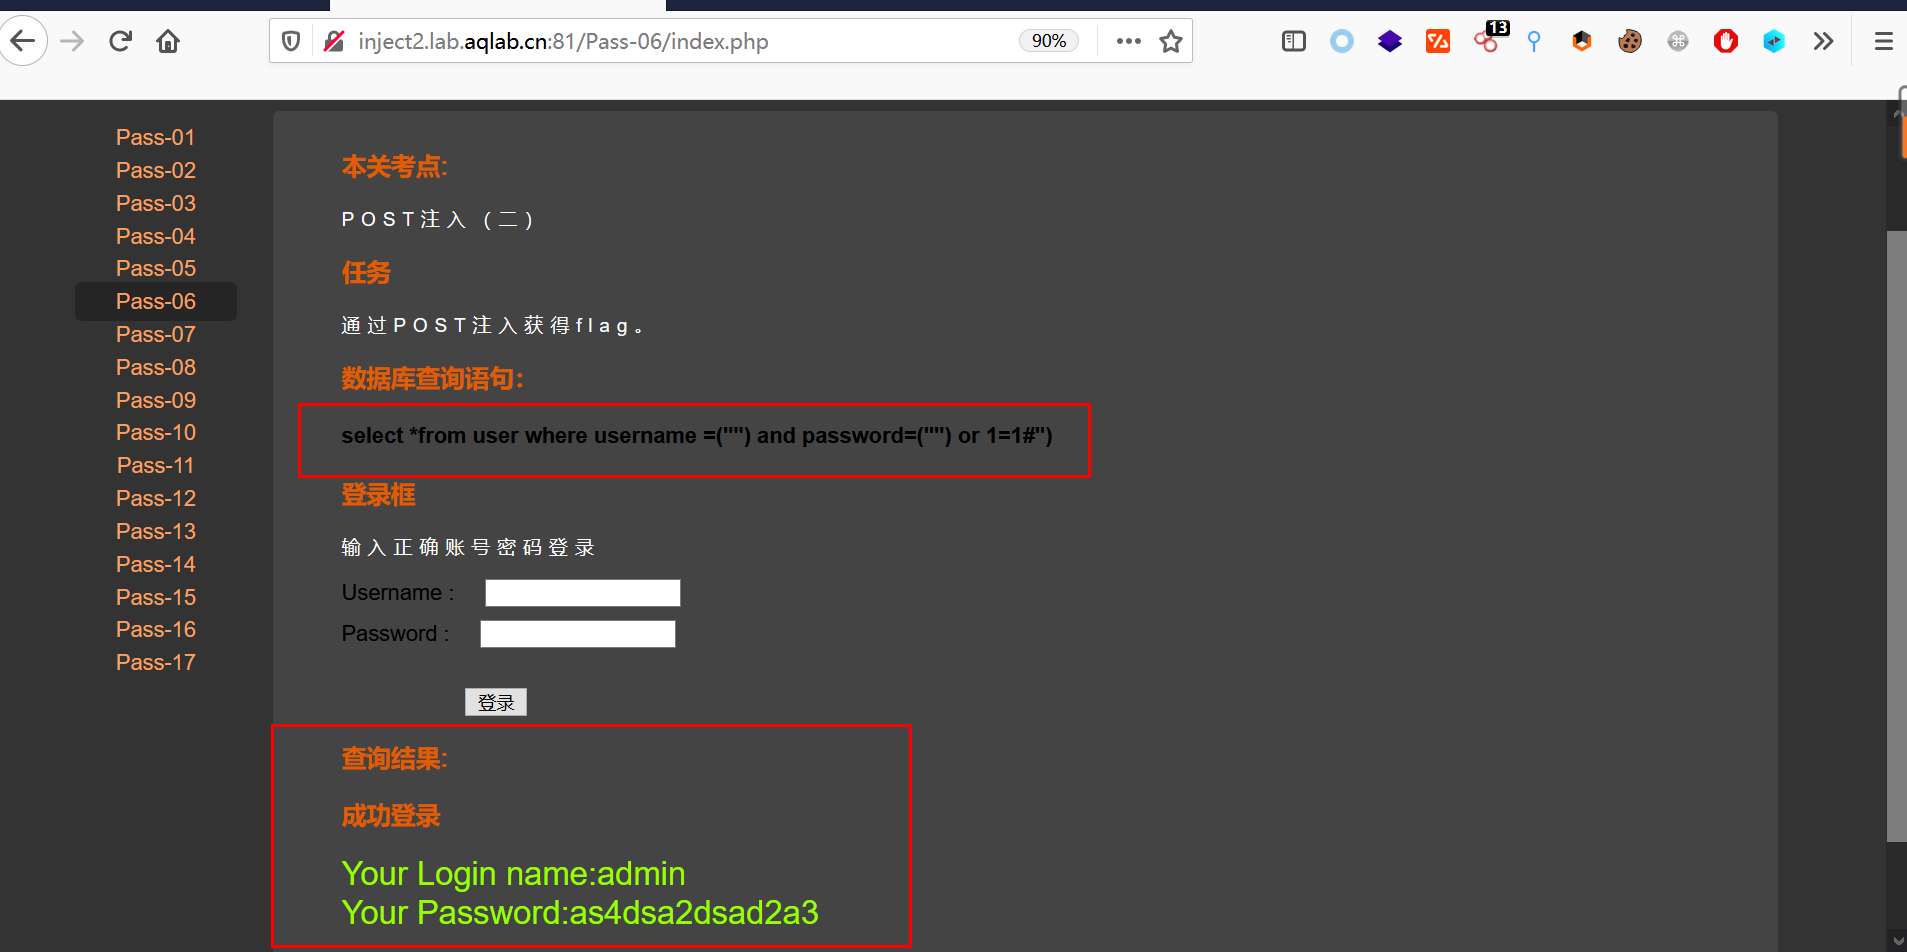 inject2.lab.aqlab.cn:81/Pass-06/index.php
90%
13
Pass-01
Pass-02
Pass-03
Pass-04
Pass-05
Pass-06
Pass-07
Pass-08
Pass-09
Pass-10
Pass-11
Pass-12
Pass-13
Pass-14
Pass-15
Pass-16
Pass-17
本关考点:
POST注入（二）
任务
通过POST注入获得flag。
数据库查询语句：
select *from user where username =("") and password=("") or 1=1#")
登录框
输入正确账号密码登录
Username :
Password :
登录
查询结果:
成功登录
Your Login name:admin
Your Password:as4dsa2dsad2a3